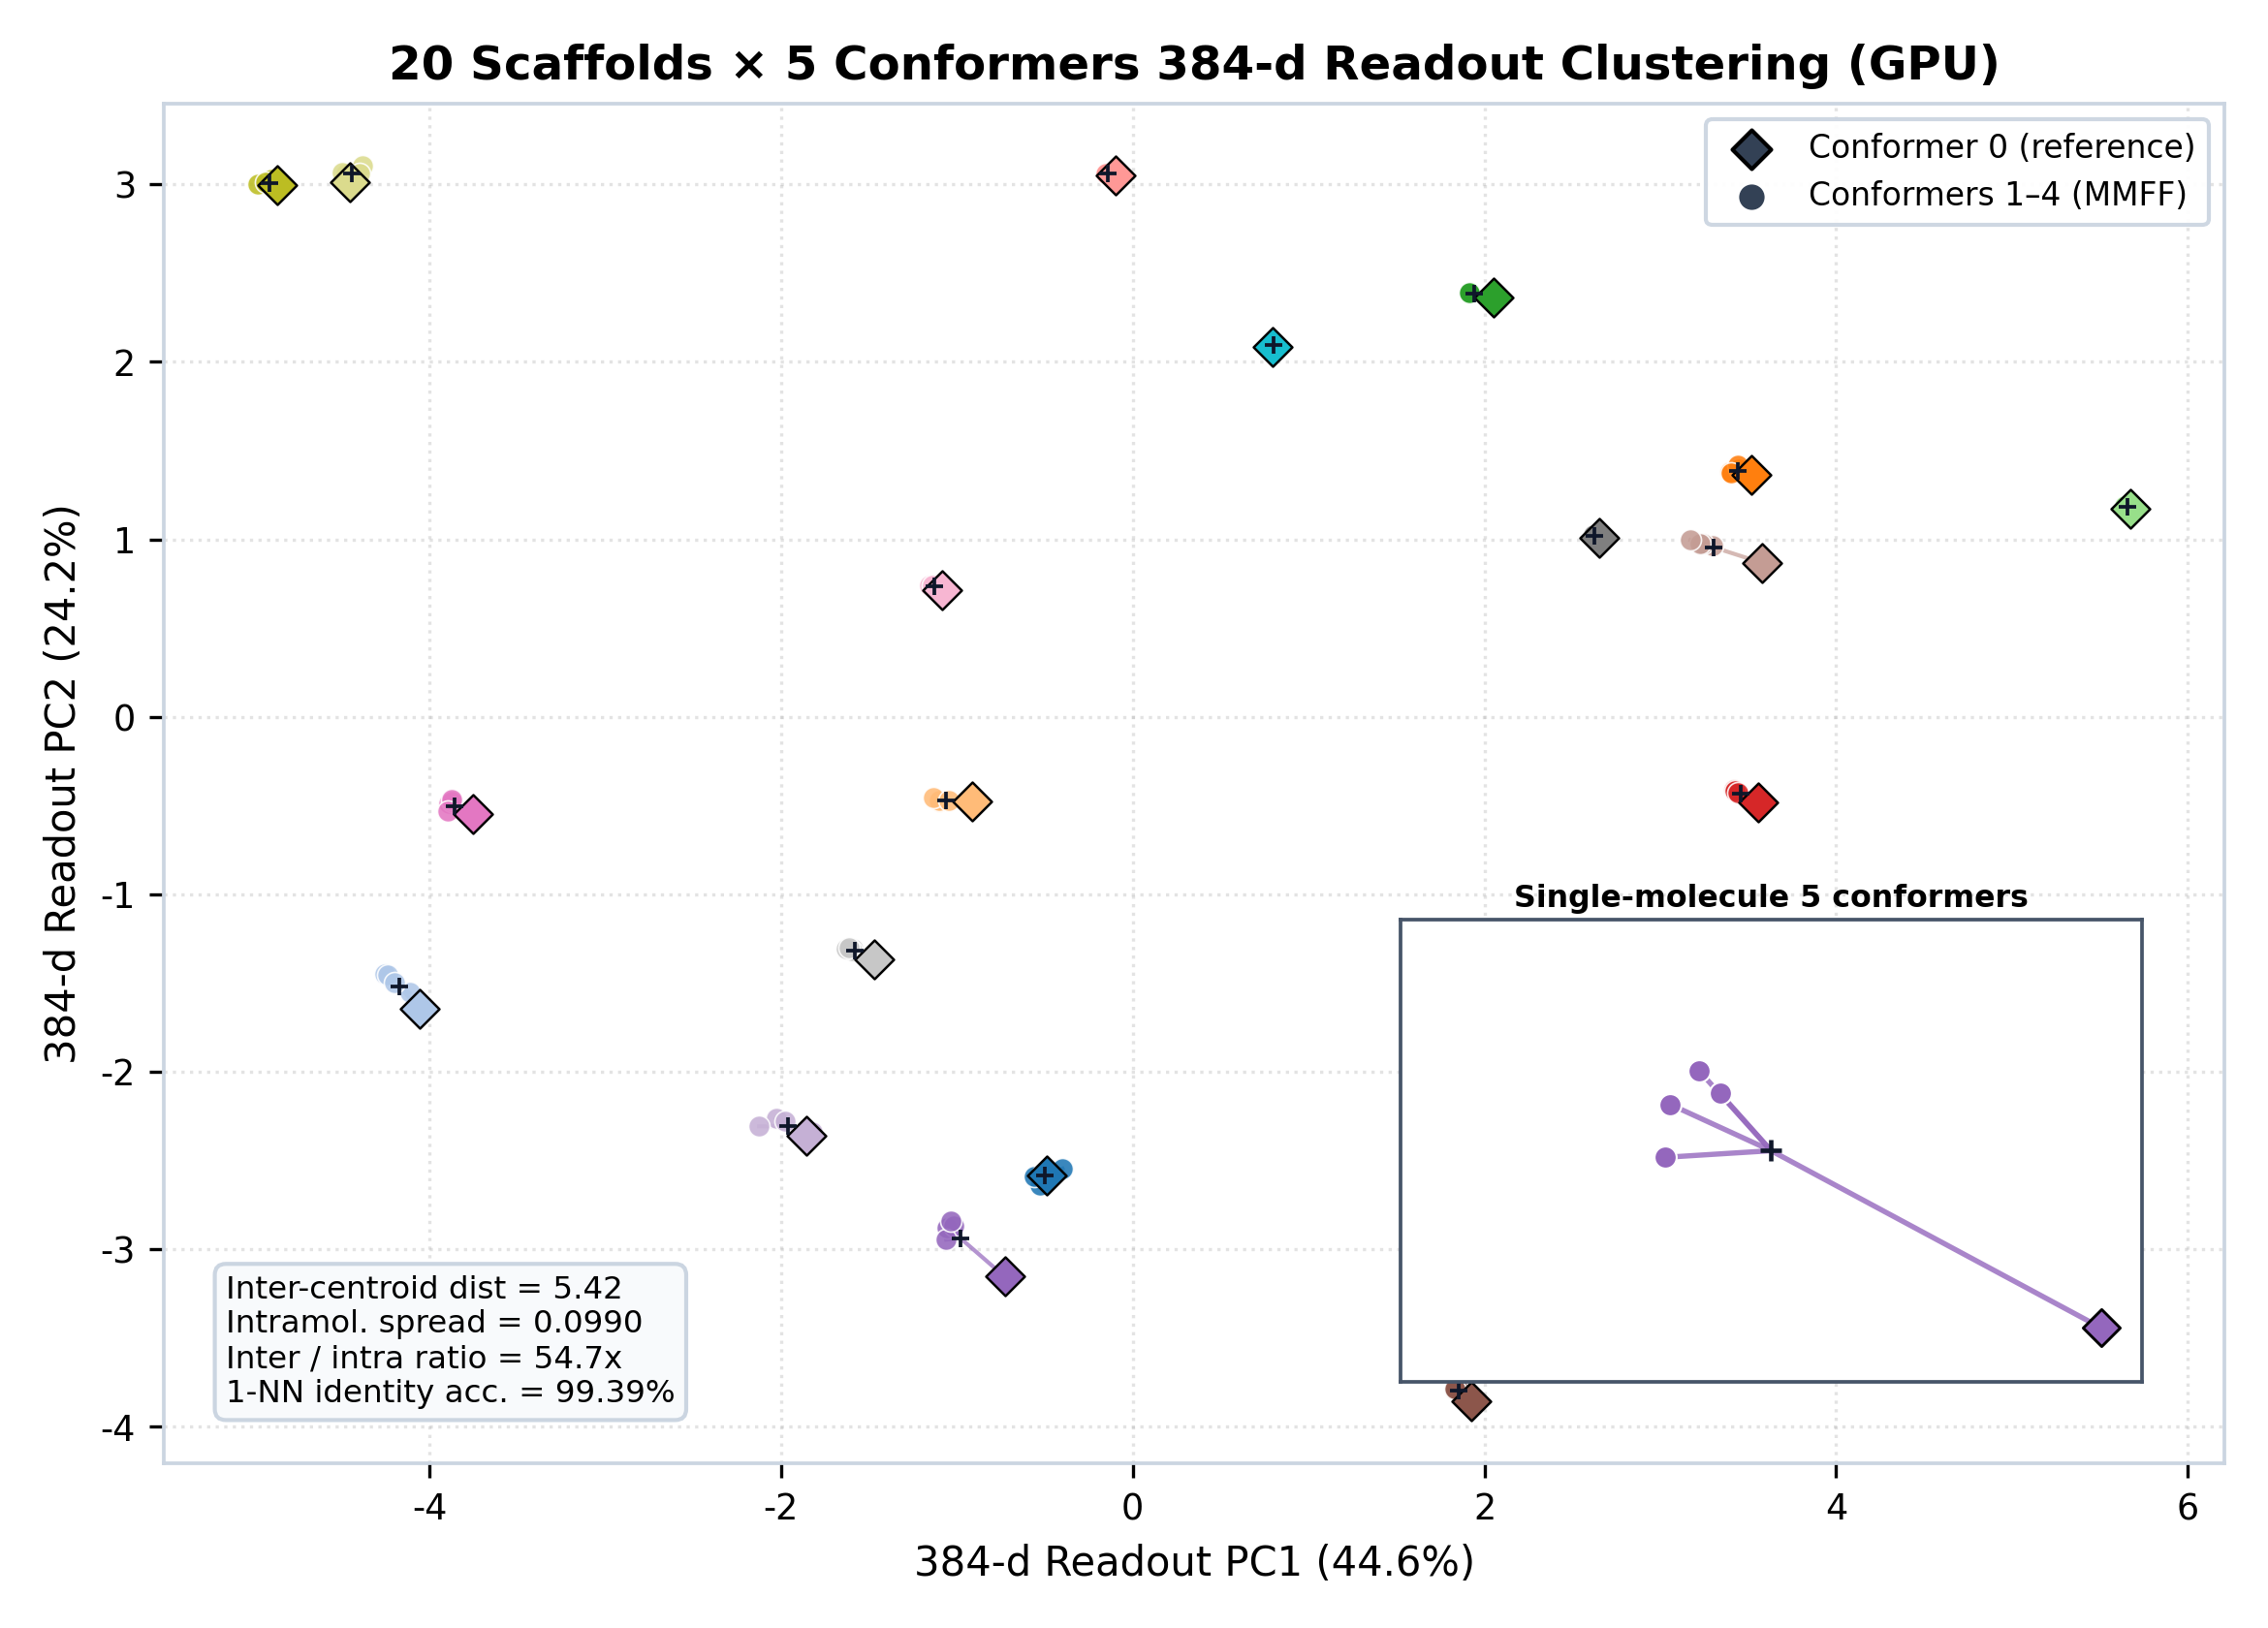 20 Scaffolds × 5 Conformers 384-d Readout Clustering (GPU)
Conformer 0 (reference)
Conformers 1–4 (MMFF)
384-d Readout PC2 (24.2%)
3
2
1
0
-1
-2
-3
-4
Single-molecule 5 conformers
Inter-centroid dist = 5.42
Intramol. spread = 0.0990
Inter / intra ratio = 54.7x
1-NN identity acc. = 99.39%
-4
-2
0
2
4
6
384-d Readout PC1 (44.6%)